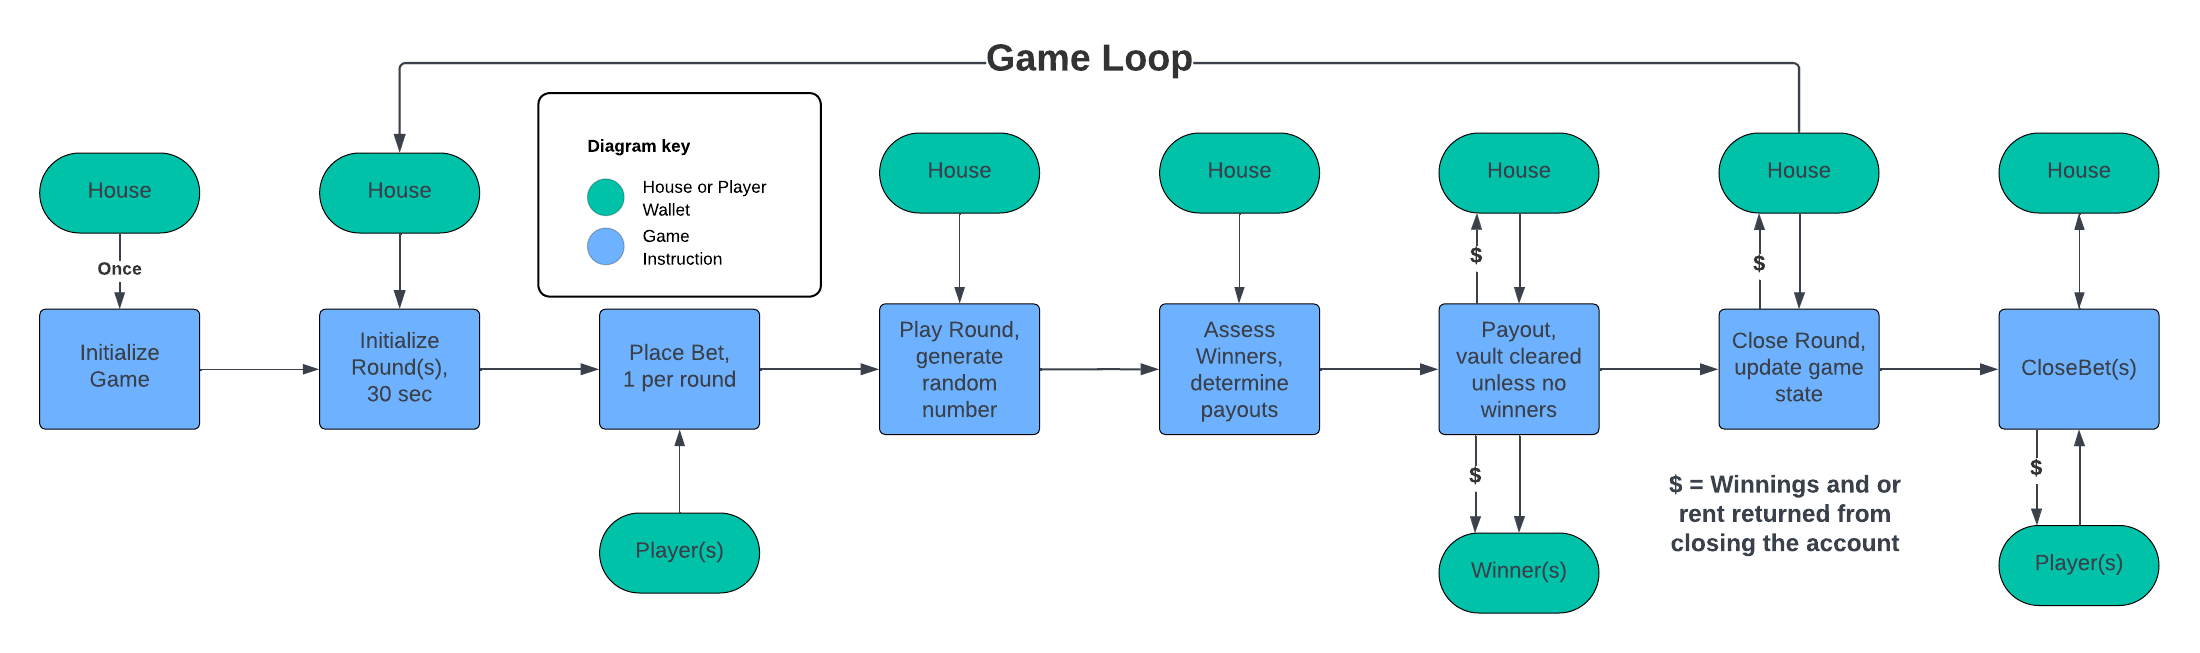 Game Loop
Diagram key
House or Player
Wallet
Game
Instruction
House
House
House
House
House
House
House
Once
$
$
Initialize
Game
Initialize
Round(s),
30 sec
Place Bet,
1 per round
Play Round,
generate
random
number
Assess
Winners,
determine
payouts
Payout,
vault cleared
unless no
winners
Close Round,
update game
state
CloseBet(s)
$
$
$ = Winnings and or
rent returned from
closing the account
Player(s)
Winner(s)
Player(s)